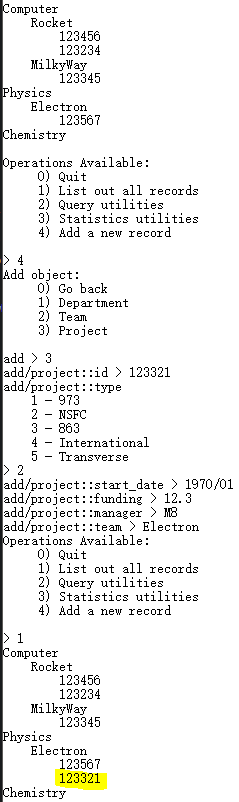 Computer
    Rocket
        123456
        123234
    MilkyWay
        123345
Physics
    Electron
        123567
Chemistry

Operations Available:
     0) Quit
     1) List out all records
     2) Query utilities
     3) Statistics utilities
     4) Add a new record

> 4
Add object:
     0) Go back
     1) Department
     2) Team
     3) Project

add > 3
add/project::id > 123321
add/project::type
    1 - 973
    2 - NSFC
    3 - 863
    4 - International
    5 - Transverse
> 2
add/project::start_date > 1970/01
add/project::funding > 12.3
add/project::manager > M8
add/project::team > Electron
Operations Available:
     0) Quit
     1) List out all records
     2) Query utilities
     3) Statistics utilities
     4) Add a new record

> 1
Computer
    Rocket
        123456
        123234
    MilkyWay
        123345
Physics
    Electron
        123567
        123321
Chemistry